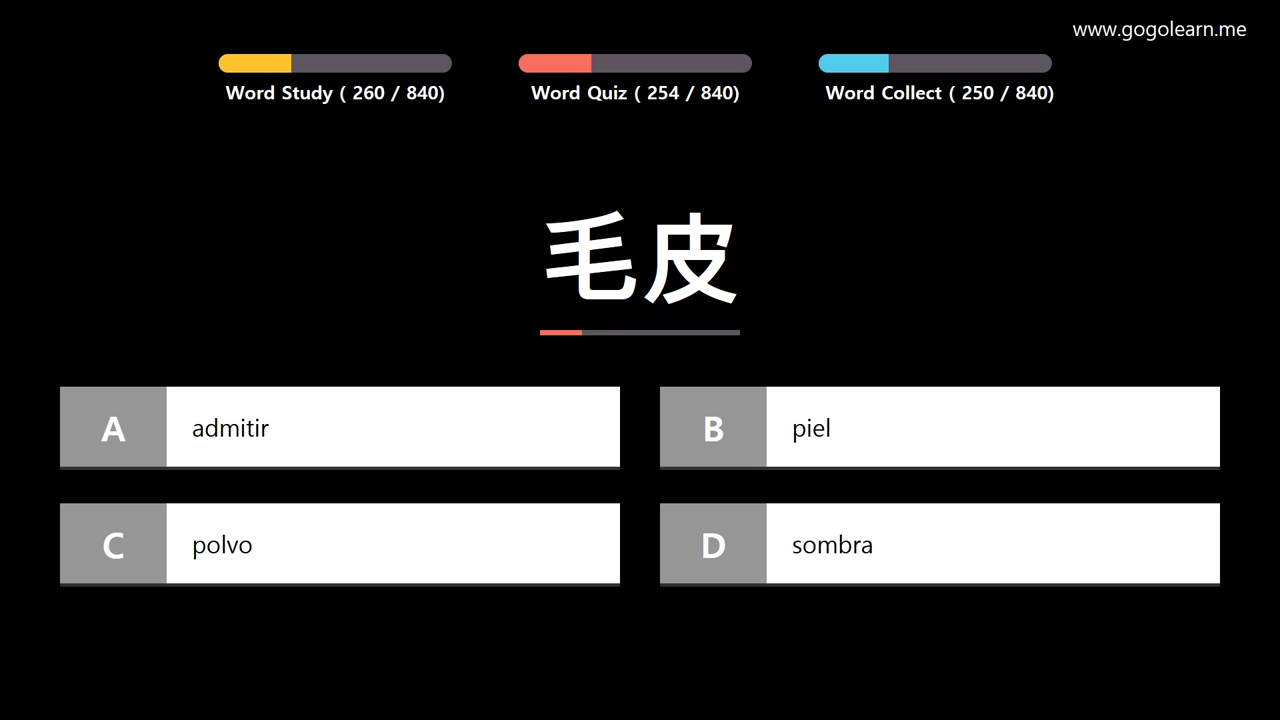 www.gogolearn.me
Word Study ( 260 / 840)
Word Quiz ( 254 / 840)
Word Collect ( 250 / 840)
毛皮
A admitir
B piel
C polvo
D sombra